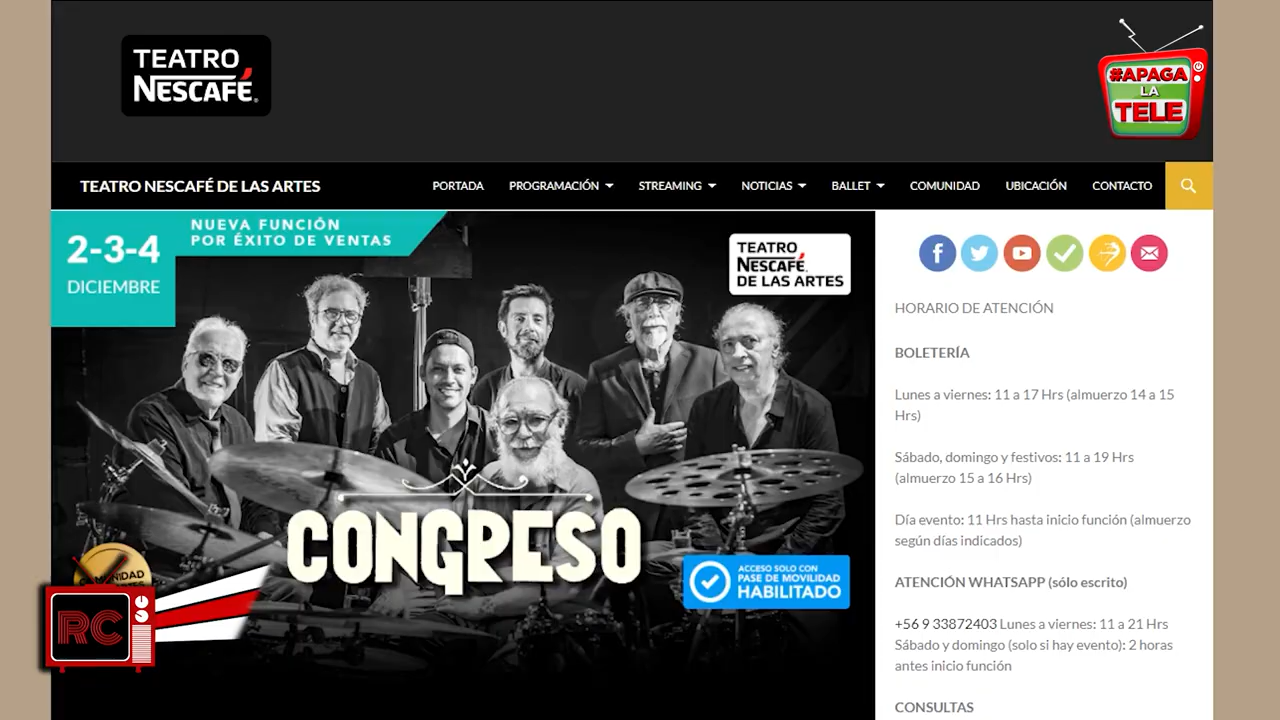 TEATRO
NESCAFÉ®
#APAGA
LA
TELE
TEATRO NESCAFÉ DE LAS ARTES
PORTADA PROGRAMACIÓN STREAMING NOTICIAS BALLET COMUNIDAD UBICACIÓN CONTACTO
2-3-4
DICIEMBRE
NUEVA FUNCIÓN
POR ÉXITO DE VENTAS
TEATRO
NESCAFÉ®
DE LAS ARTES
CONGRESO
ACCESO SOLO CON
PASE DE MOVILIDAD
HABILITADO
RC
HORARIO DE ATENCIÓN
BOLETERÍA
Lunes a viernes: 11 a 17 Hrs (almuerzo 14 a 15
Hrs)
Sábado, domingo y festivos: 11 a 19 Hrs
(almuerzo 15 a 16 Hrs)
Día evento: 11 Hrs hasta inicio función (almuerzo
según días indicados)
ATENCIÓN WHATSAPP (sólo escrito)
+56 9 33872403 Lunes a viernes: 11 a 21 Hrs
Sábado y domingo (solo si hay evento): 2 horas
antes inicio función
CONSULTAS